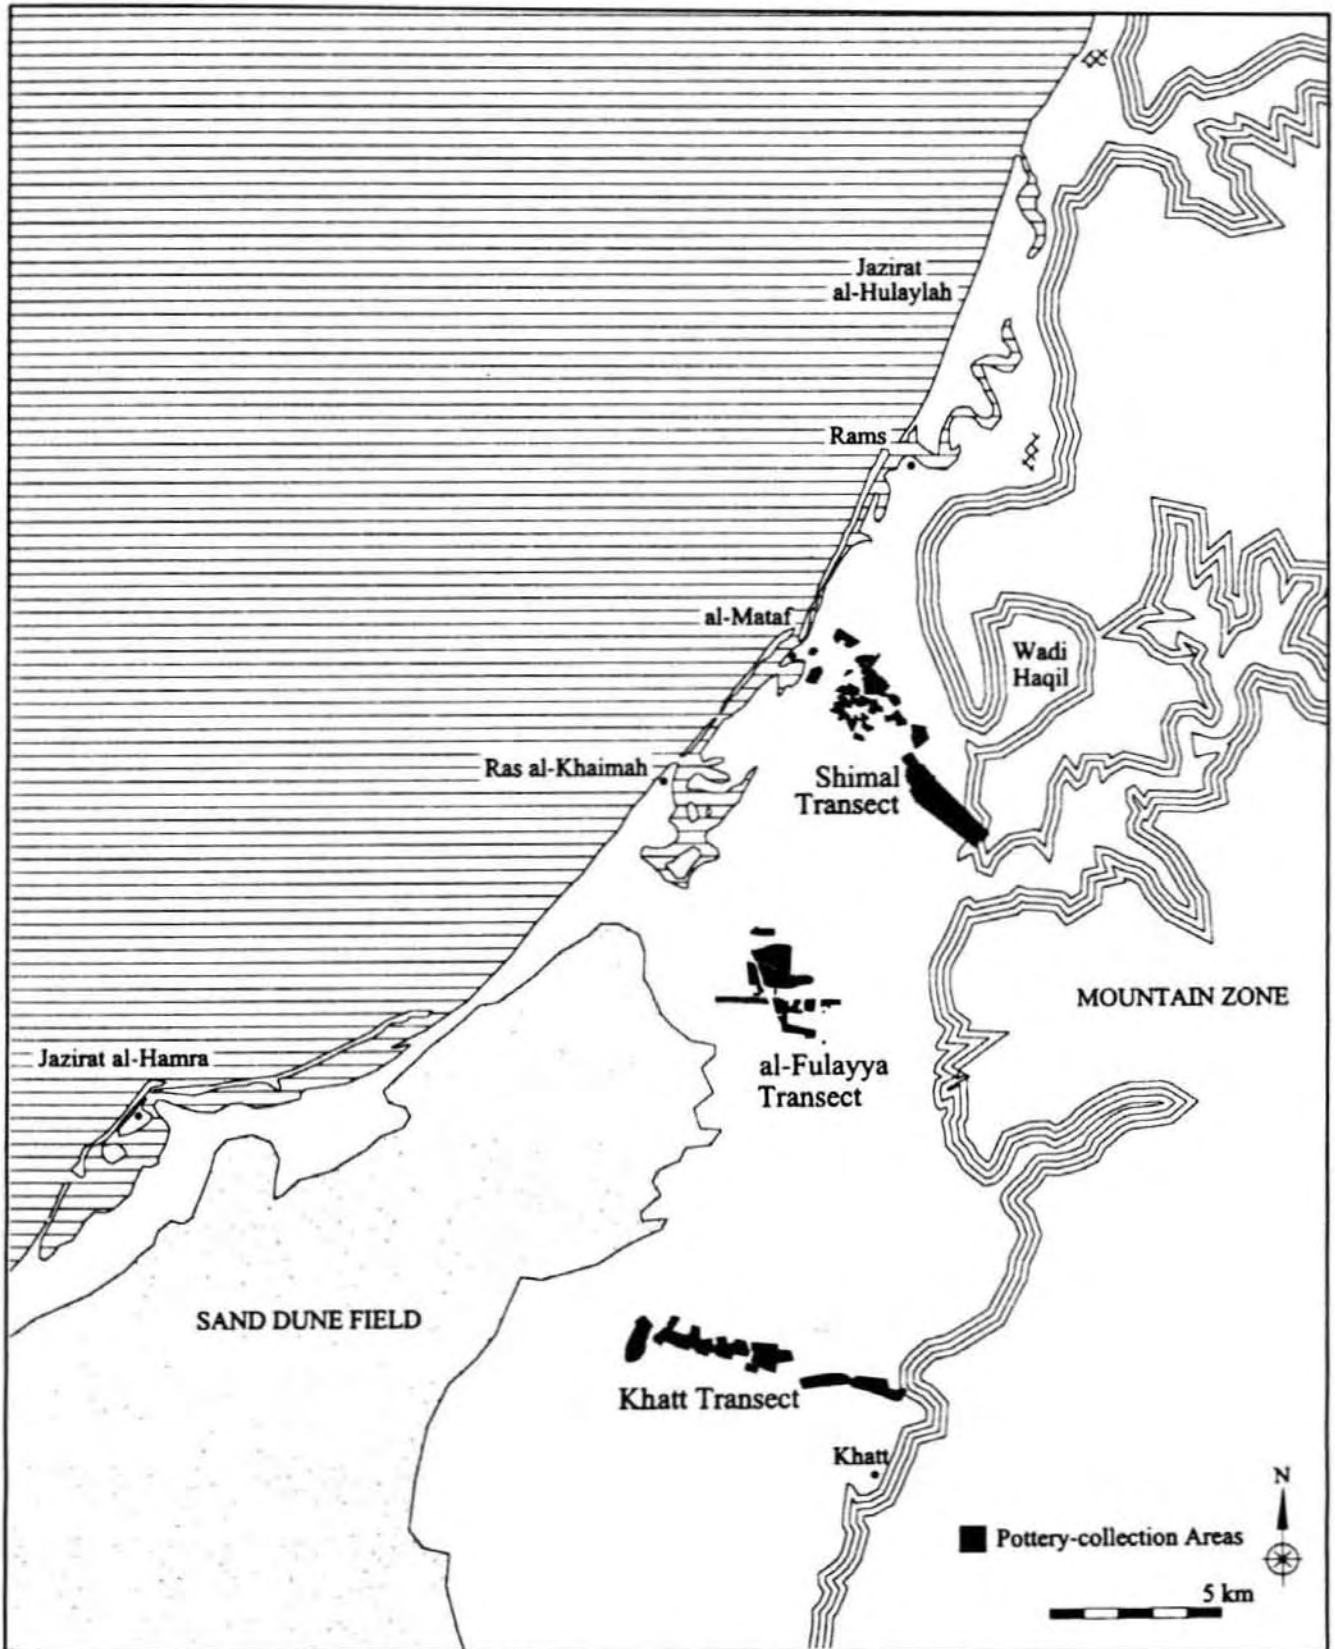 Jazirat
al-Hulaylah
Rams
al-Mataf
Wadi
Haqil
Ras al-Khaimah
Shimal
Transect
MOUNTAIN ZONE
Jazirat al-Hamra
al-Fulayya
Transect
SAND DUNE FIELD
Khatt Transect
Khatt
N
Pottery-collection Areas
5 km